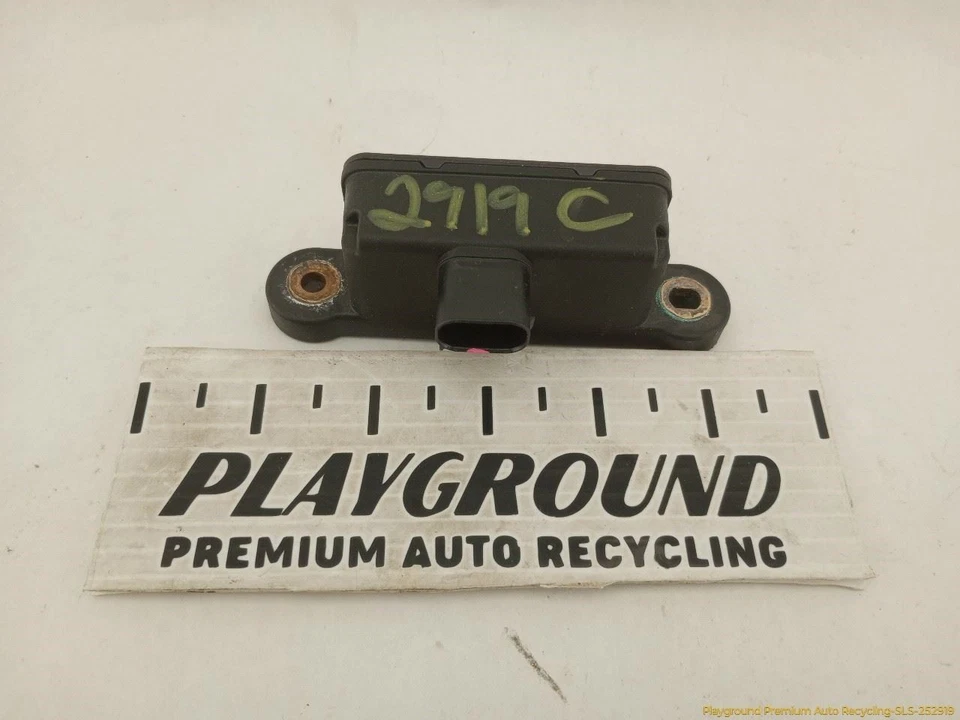 2919 C
PLAYGROUND
PREMIUM AUTO RECYCLING
Playground Premium Auto Recycling-SLS-252919